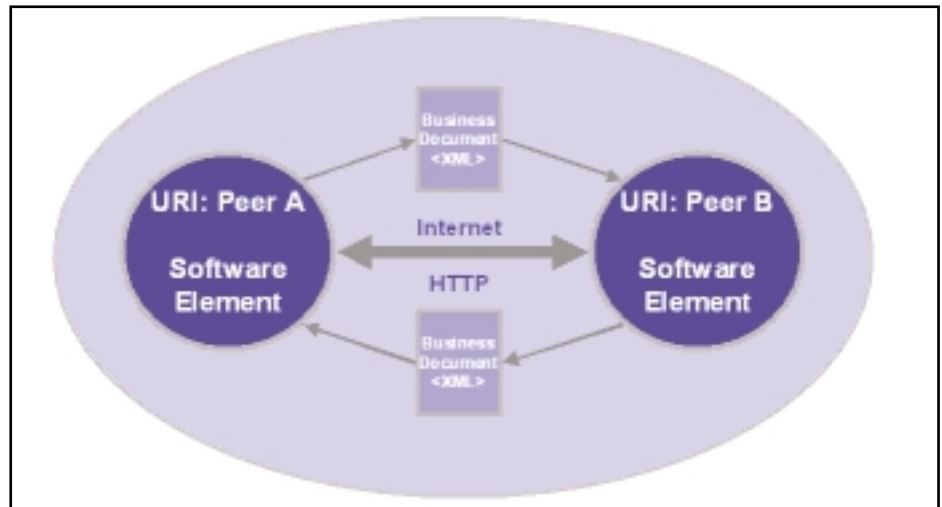 Business
Document
<XML>
URI: Peer A
Software
Element
Internet
HTTP
URI: Peer B
Software
Element
Business
Document
<XML>